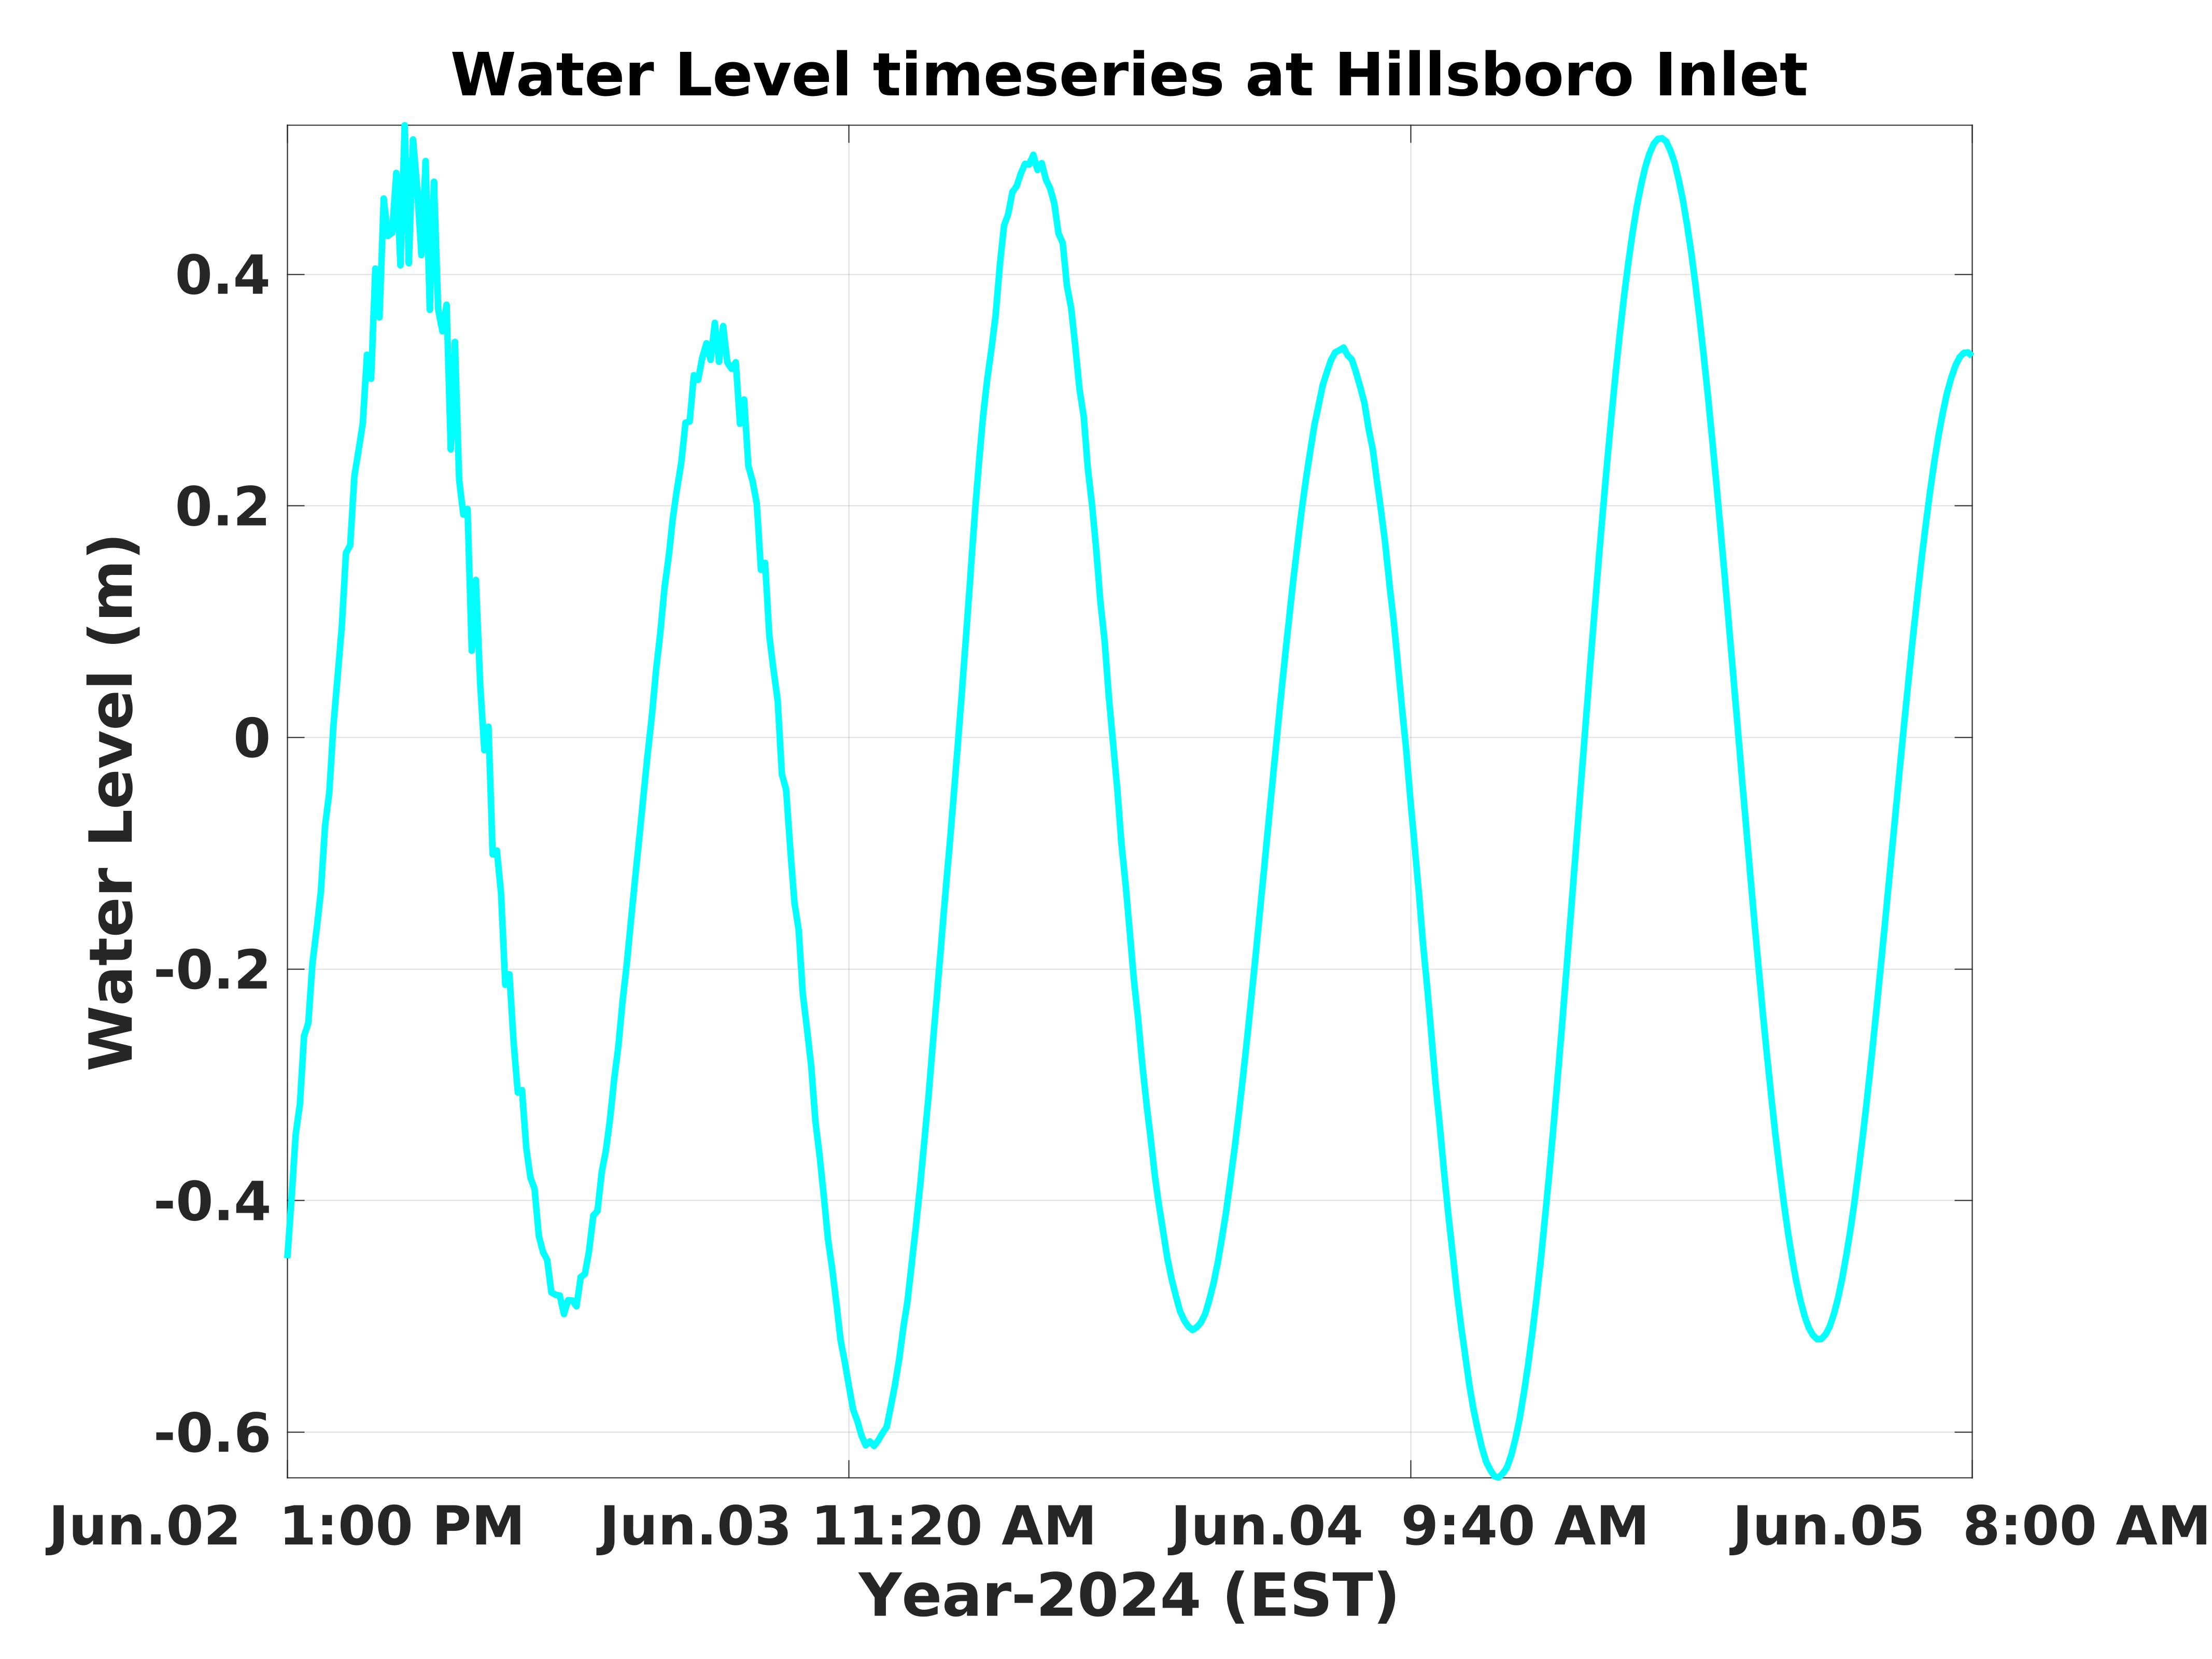 Water Level timeseries at Hillsboro Inlet
Water Level (m)
0.4
0.2
0
-0.2
-0.4
-0.6
Jun.02 1:00 PM Jun.03 11:20 AM Jun.04 9:40 AM Jun.05 8:00 AM
Year-2024 (EST)